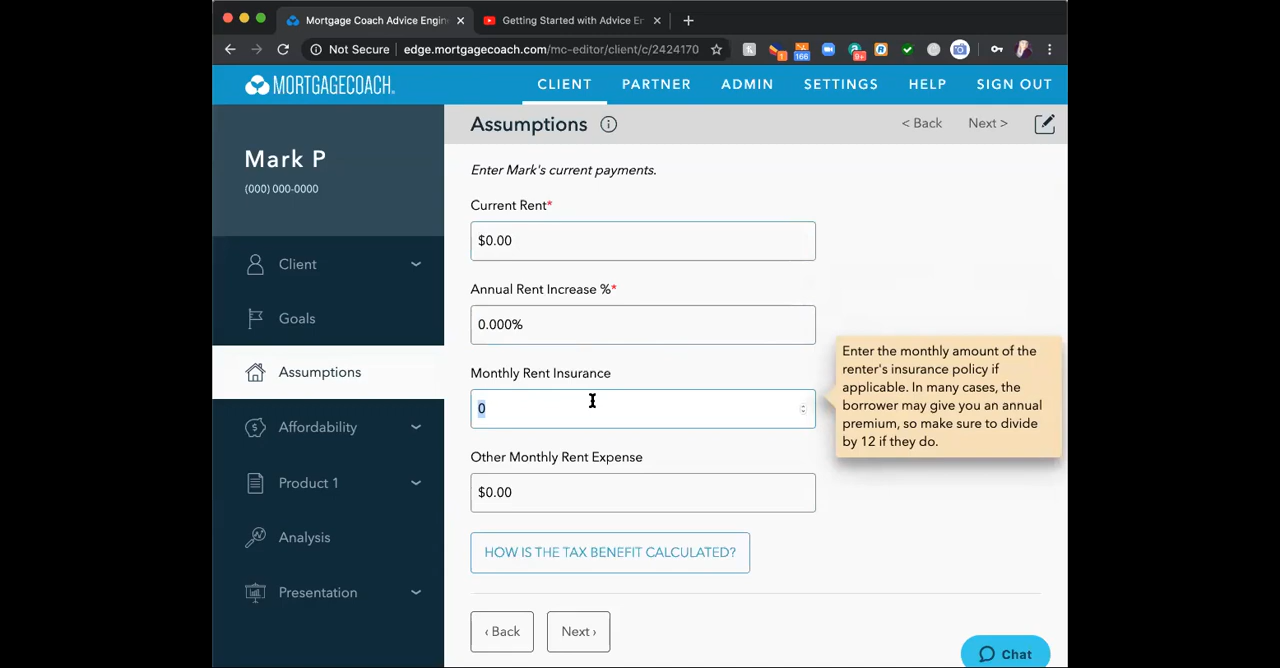 Mortgage Coach Advice Engin
Getting Started with Advice Er
Not Secure
edge.mortgagecoach.com/mc-editor/client/c/2424170
1
166
9+
MORTGAGECOACH
CLIENT
PARTNER
ADMIN
SETTINGS
HELP
SIGN OUT
Mark P
(000) 000-0000
Client
Goals
Assumptions
Affordability
Product 1
Analysis
Presentation
Assumptions
< Back
Next >
Enter Mark's current payments.
Current Rent*
$0.00
Annual Rent Increase %*
0.000%
Monthly Rent Insurance
0
Enter the monthly amount of the
renter's insurance policy if
applicable. In many cases, the
borrower may give you an annual
premium, so make sure to divide
by 12 if they do.
Other Monthly Rent Expense
$0.00
HOW IS THE TAX BENEFIT CALCULATED?
‹ Back
Next ›
Chat